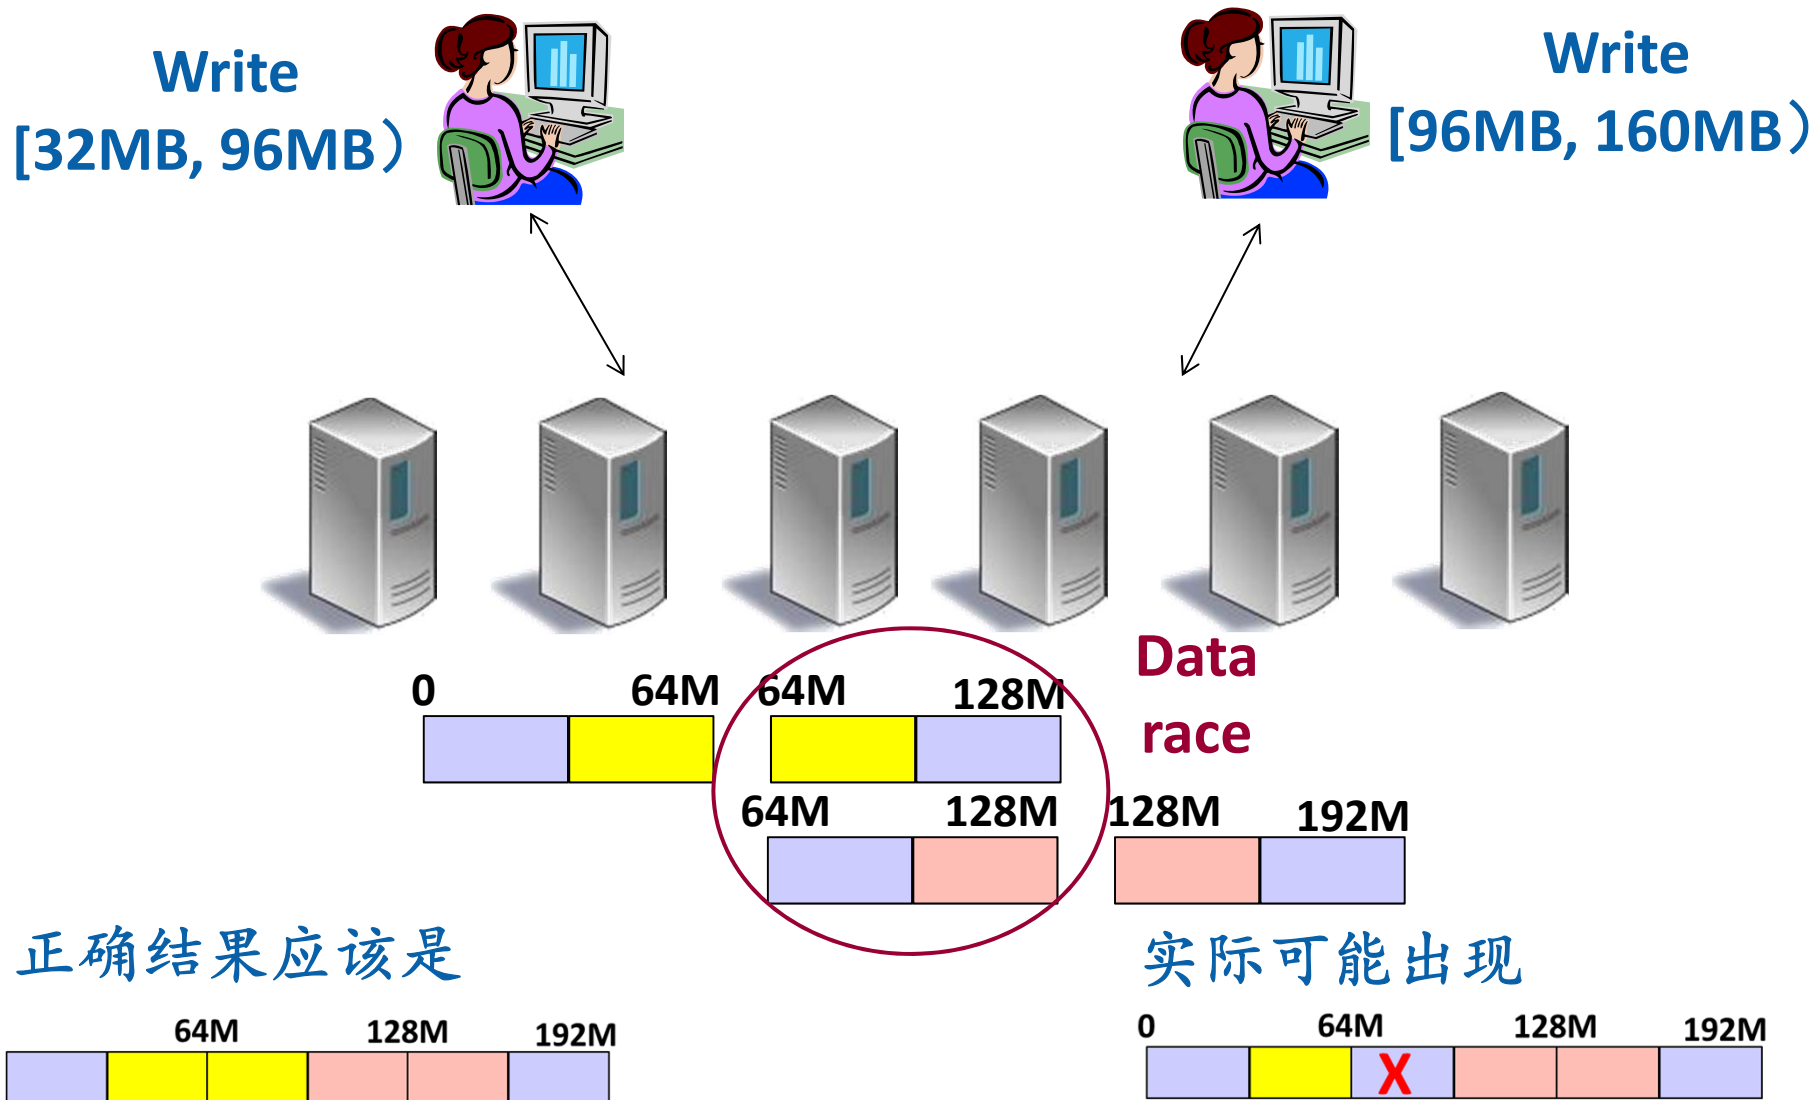 Write
[32MB, 96MB）
Write
[96MB, 160MB）
Data
race
0 64M 64M 128M
64M 128M 128M 192M
正确结果应该是
实际可能出现
64M 128M 192M
0 64M 128M 192M
X